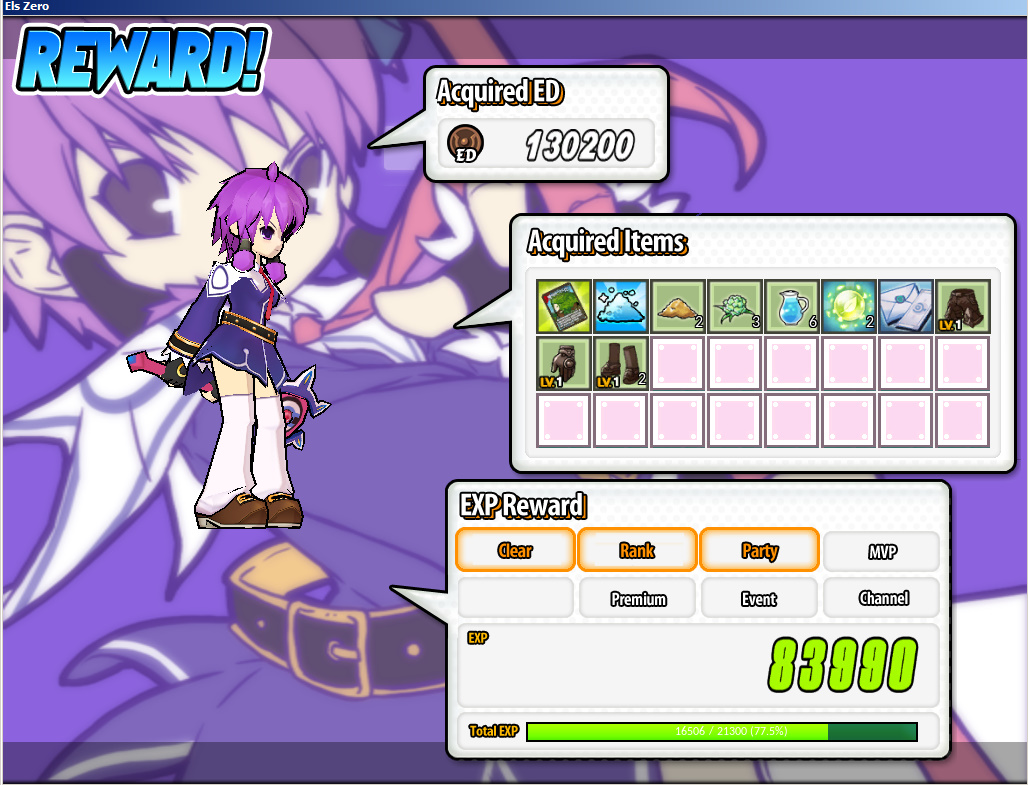 Els Zero
REWARD!
Acquired ED
ED 130200
Acquired Items
2 3 6 2 LV.1
LV.1 LV.1 2
EXP Reward
Clear Rank Party MVP
Premium Event Channel
EXP
83990
Total EXP 16506 / 21300 (77.5%)